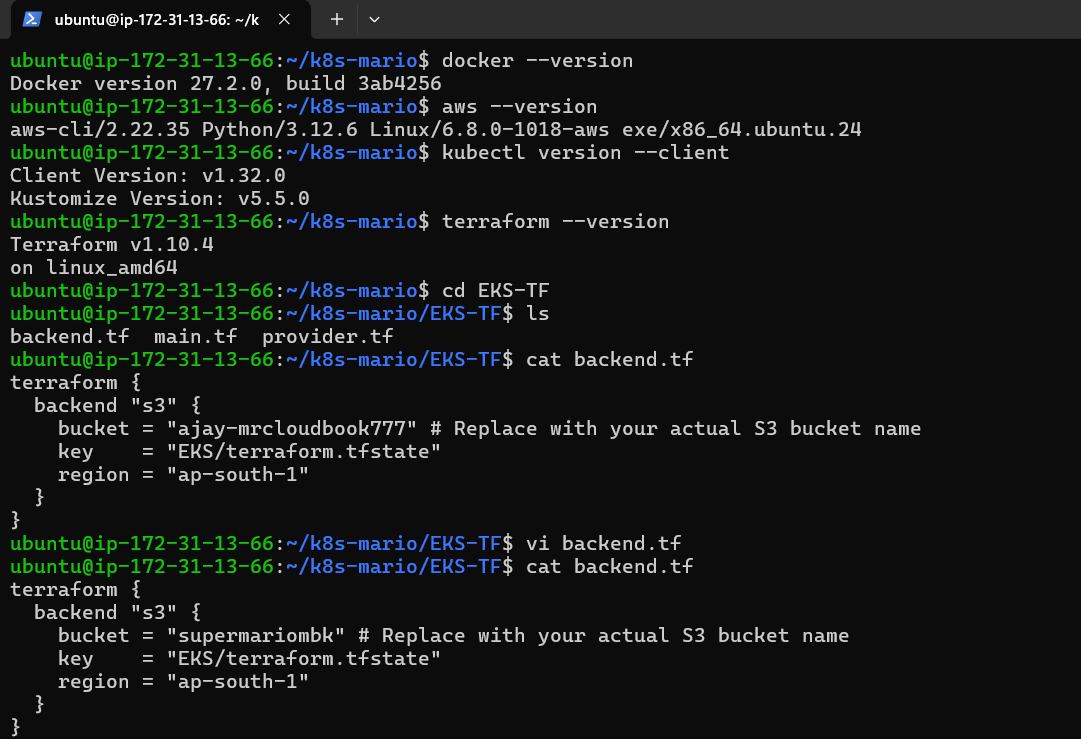 ubuntu@ip-172-31-13-66: ~/k
ubuntu@ip-172-31-13-66:~/k8s-mario$ docker --version
Docker version 27.2.0, build 3ab4256
ubuntu@ip-172-31-13-66:~/k8s-mario$ aws --version
aws-cli/2.22.35 Python/3.12.6 Linux/6.8.0-1018-aws exe/x86_64.ubuntu.24
ubuntu@ip-172-31-13-66:~/k8s-mario$ kubectl version --client
Client Version: v1.32.0
Kustomize Version: v5.5.0
ubuntu@ip-172-31-13-66:~/k8s-mario$ terraform --version
Terraform v1.10.4
on linux_amd64
ubuntu@ip-172-31-13-66:~/k8s-mario$ cd EKS-TF
ubuntu@ip-172-31-13-66:~/k8s-mario/EKS-TF$ ls
backend.tf  main.tf  provider.tf
ubuntu@ip-172-31-13-66:~/k8s-mario/EKS-TF$ cat backend.tf
terraform {
  backend "s3" {
    bucket = "ajay-mrcloudbook777" # Replace with your actual S3 bucket name
    key    = "EKS/terraform.tfstate"
    region = "ap-south-1"
  }
}
ubuntu@ip-172-31-13-66:~/k8s-mario/EKS-TF$ vi backend.tf
ubuntu@ip-172-31-13-66:~/k8s-mario/EKS-TF$ cat backend.tf
terraform {
  backend "s3" {
    bucket = "supermariombk" # Replace with your actual S3 bucket name
    key    = "EKS/terraform.tfstate"
    region = "ap-south-1"
  }
}